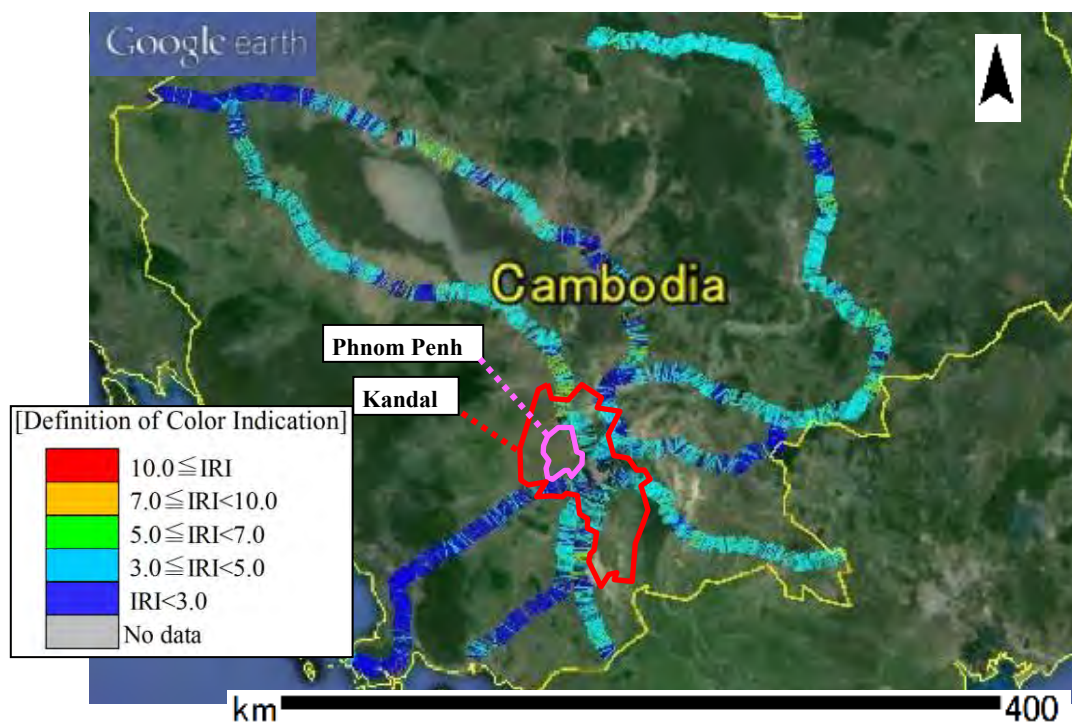 Google earth
Cambodia
Phnom Penh
Kandal
[Definition of Color Indication]
10.0≦IRI
7.0≦IRI<10.0
5.0≦IRI<7.0
3.0≦IRI<5.0
IRI<3.0
No data
km 400